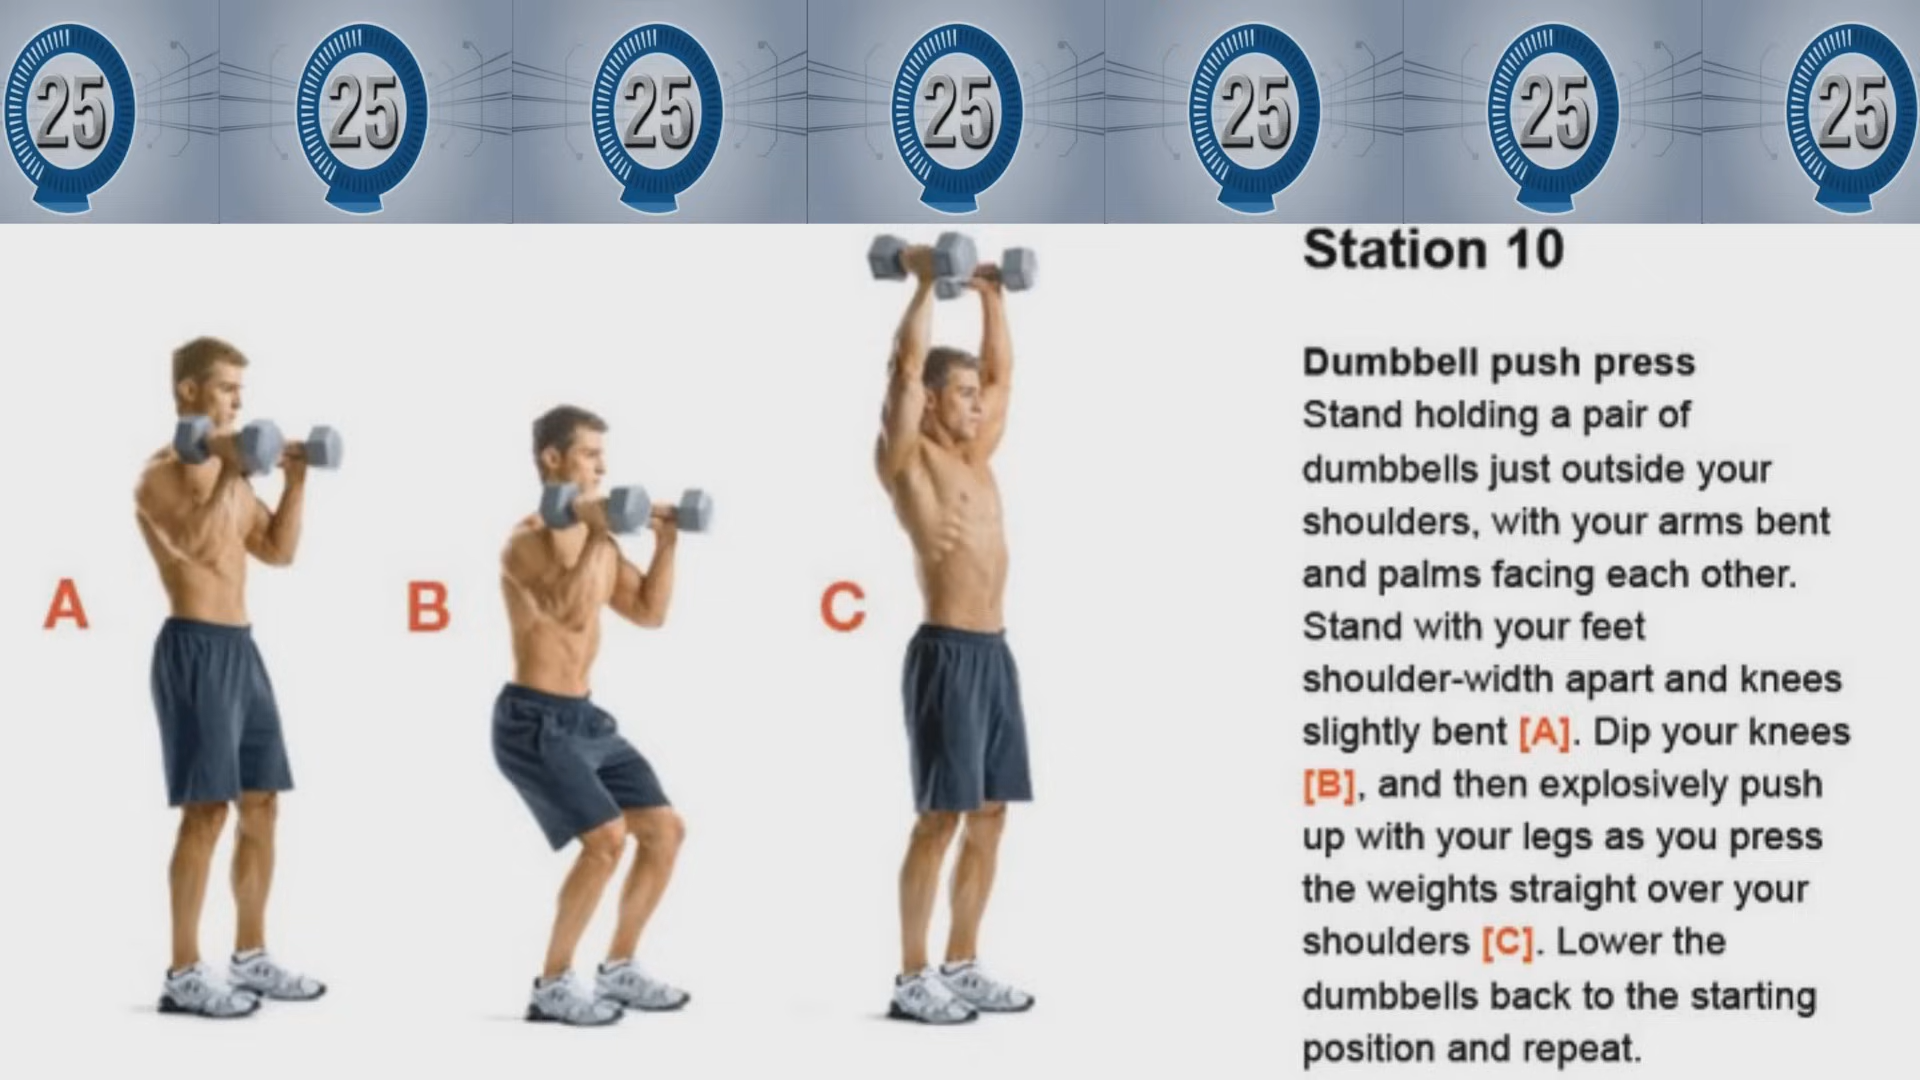 25 25 25 25 25 25 25
Station 10
Dumbbell push press
Stand holding a pair of
dumbbells just outside your
shoulders, with your arms bent
and palms facing each other.
Stand with your feet
shoulder-width apart and knees
slightly bent [A]. Dip your knees
[B], and then explosively push
up with your legs as you press
the weights straight over your
shoulders [C]. Lower the
dumbbells back to the starting
position and repeat.
A
B
C